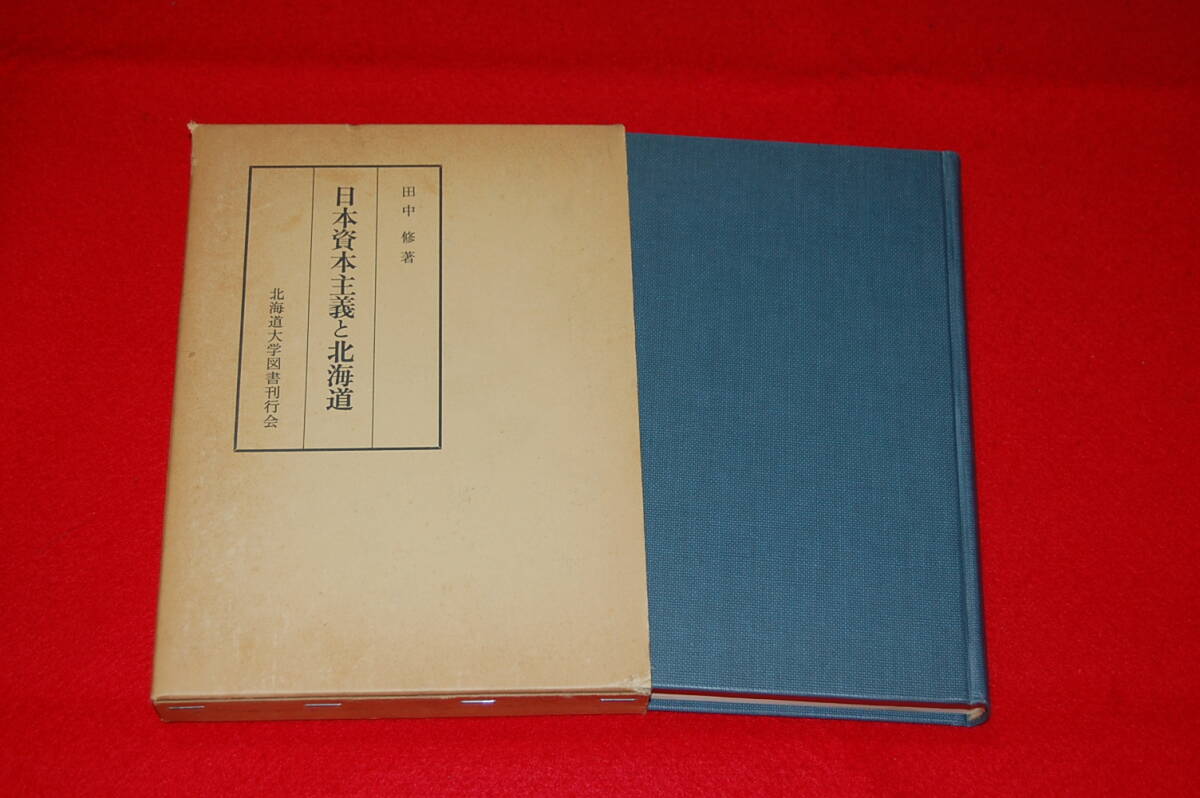 田中 修著
日本資本主義と北海道
北海道大学図書刊行会